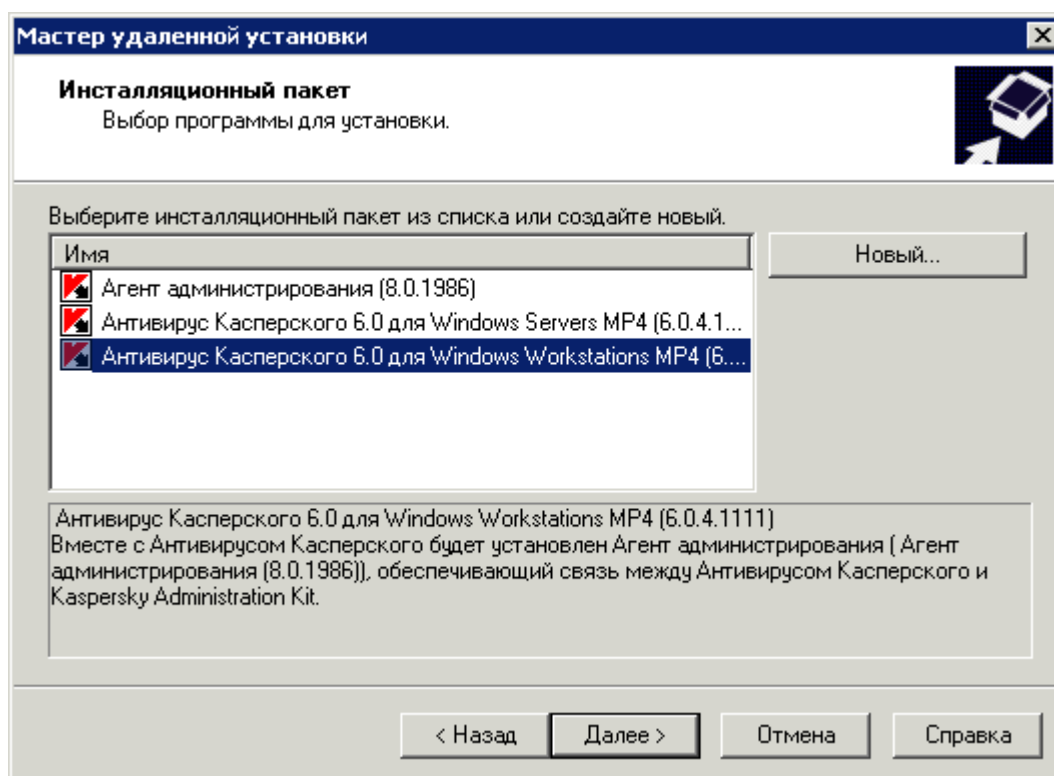 Мастер удаленной установки
Инсталляционный пакет
Выбор программы для установки.
Выберите инсталляционный пакет из списка или создайте новый.
Имя
Новый...
Агент администрирования (8.0.1986)
Антивирус Касперского 6.0 для Windows Servers MP4 (6.0.4.1...
Антивирус Касперского 6.0 для Windows Workstations MP4 (6....
Антивирус Касперского 6.0 для Windows Workstations MP4 (6.0.4.1111)
Вместе с Антивирусом Касперского будет установлен Агент администрирования ( Агент
администрирования (8.0.1986)), обеспечивающий связь между Антивирусом Касперского и
Kaspersky Administration Kit.
< Назад
Далее >
Отмена
Справка